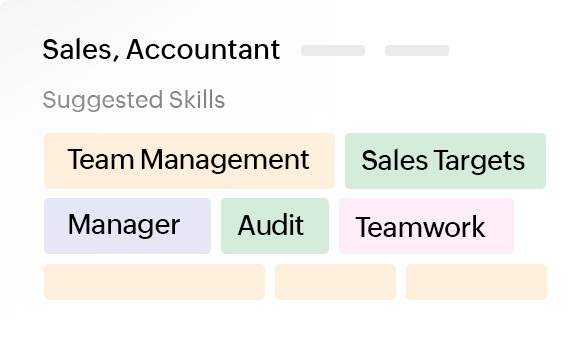 Sales, Accountant
Suggested Skills
Team Management Sales Targets
Manager Audit Teamwork